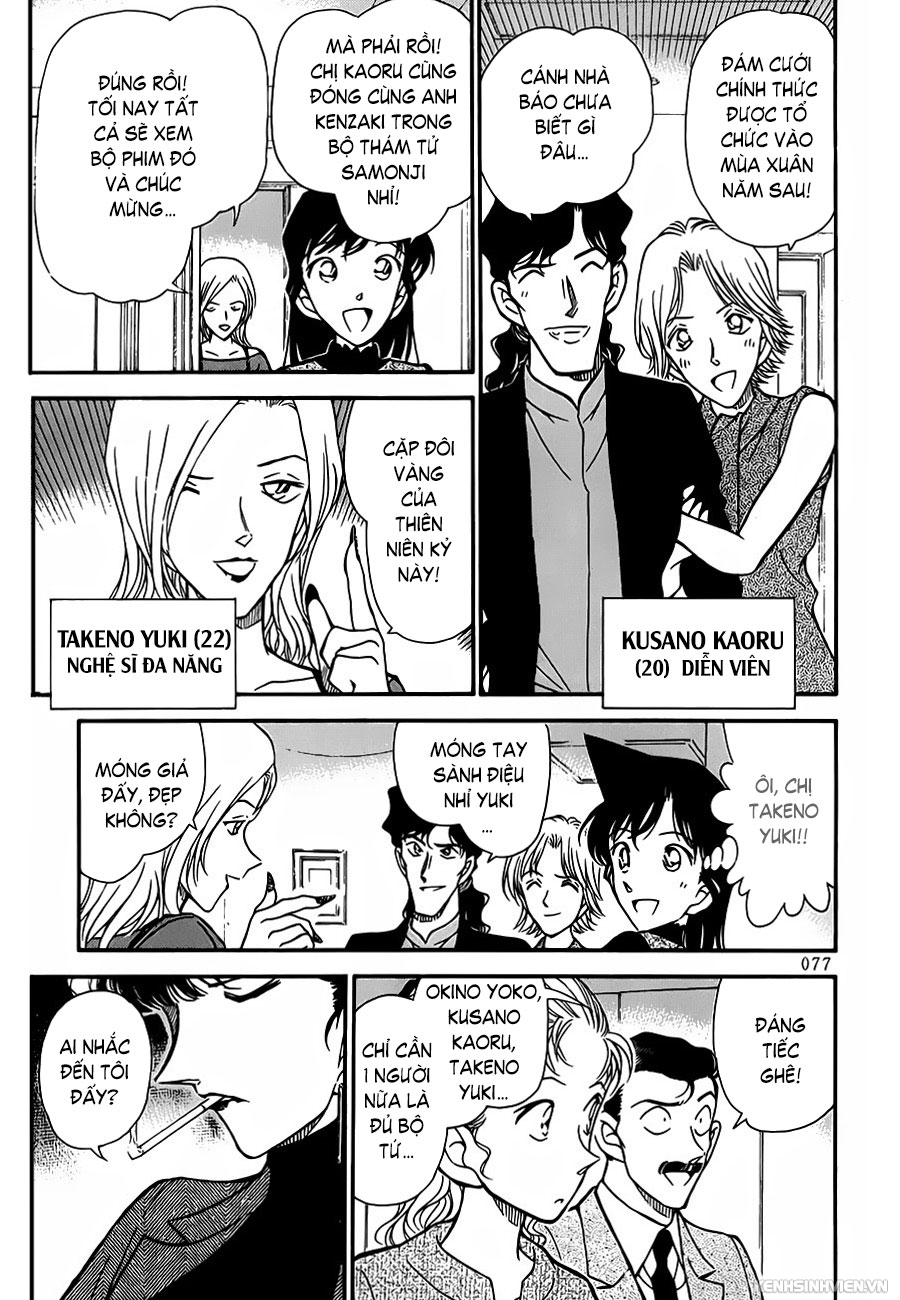 ĐÁM CƯỚI
CHÍNH THỨC
ĐƯỢC TỔ
CHỨC VÀO
MÙA XUÂN
NĂM SAU!
CÁNH NHÀ
BÁO CHƯA
BIẾT GÌ
ĐÂU...
KUSANO KAORU
(20) DIỄN VIÊN
MÀ PHẢI RỒI!
CHỊ KAORU CŨNG
ĐÓNG CÙNG ANH
KENZAKI TRONG
BỘ THÁM TỬ
SAMONJI
NHỈ!
ĐÚNG RỒI!
TỐI NAY TẤT
CẢ SẼ XEM
BỘ PHIM ĐÓ
VÀ CHÚC
MỪNG...
CẶP ĐÔI
VÀNG
CỦA
THIÊN
NIÊN KỶ
NÀY!
TAKENO YUKI (22)
NGHỆ SĨ ĐA NĂNG
ÔI, CHỊ
TAKENO
YUKI!!
MÓNG TAY
SÀNH ĐIỆU
NHỈ YUKI
...
MÓNG GIẢ
ĐẤY, ĐẸP
KHÔNG?
077
ĐÁNG
TIẾC
GHÊ!
OKINO YOKO,
KUSANO
KAORU,
TAKENO
YUKI...
CHỈ CẦN
1 NGƯỜI
NỮA LÀ
ĐỦ BỘ
TỨ...
AI NHẮC
ĐẾN TÔI
ĐẤY?
YENHSINHVIEN.VN